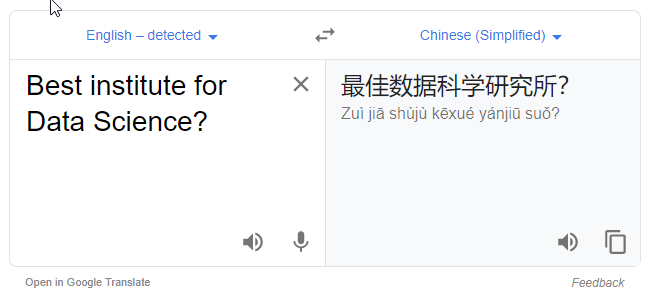 English – detected
Chinese (Simplified)
Best institute for
Data Science?
最佳数据科学研究所?
Zuì jiā shùjù kēxué yánjiū suǒ?
Open in Google Translate
Feedback